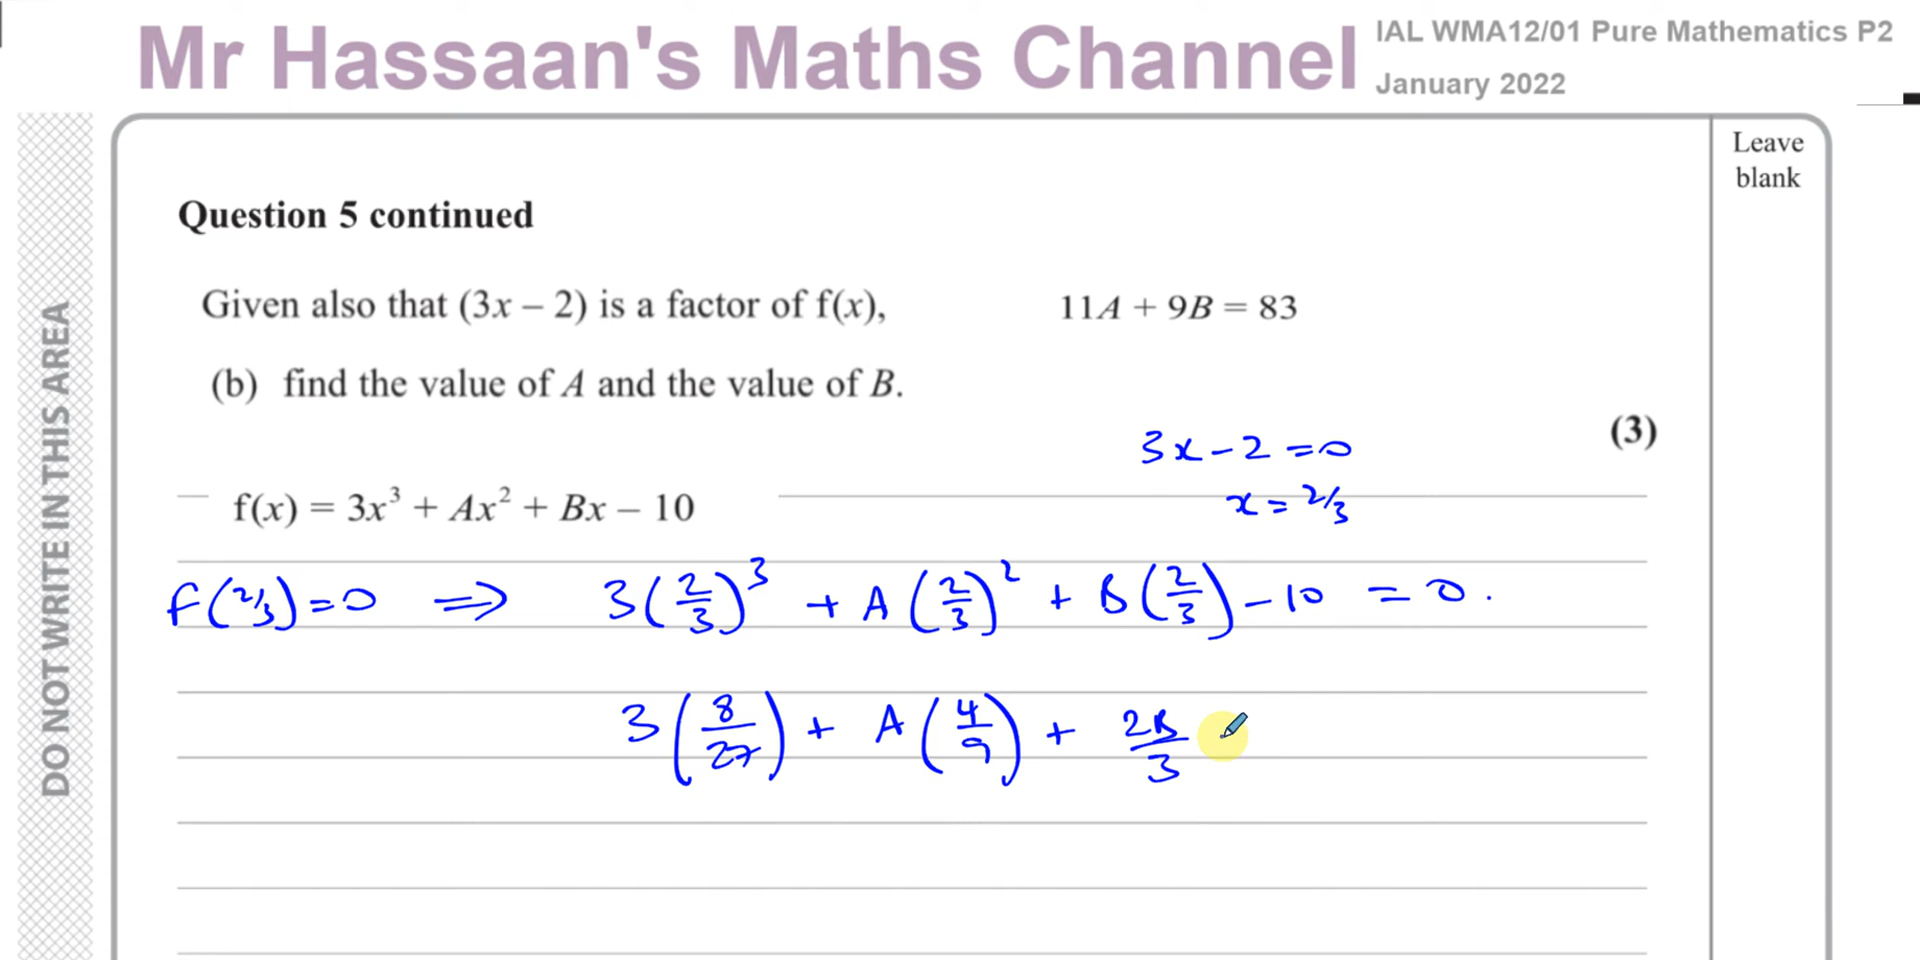 Mr Hassaan's Maths Channel
IAL WMA12/01 Pure Mathematics P2
January 2022
Leave
blank
DO NOT WRITE IN THIS AREA
Question 5 continued
Given also that (3x – 2) is a factor of f(x),
11A + 9B = 83
(b) find the value of A and the value of B.
(3)
3x – 2 = 0
x = 2/3
f(x) = 3x³ + Ax² + Bx – 10
f(2/3) = 0 ⇒ 3(2/3)³ + A(2/3)² + B(2/3) – 10 = 0.
3(8/27) + A(4/9) + 2B/3